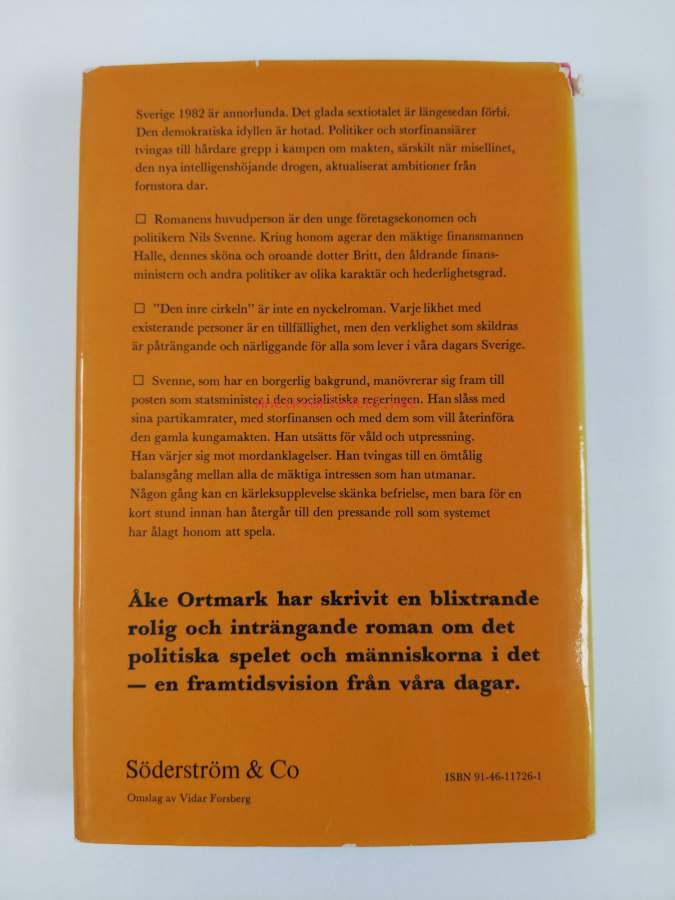 Sverige 1982 är annorlunda. Det glada sextiotalet är längesedan förbi.
Den demokratiska idyllen är hotad. Politiker och storfinansiärer
tvingas till hårdare grepp i kampen om makten, särskilt när misellinet,
den nya intelligenshöjande drogen, aktualiserat ambitioner från
fornstora dar.
☐ Romanens huvudperson är den unge företagsekonomen och
politikern Nils Svenne. Kring honom agerar den mäktige finansmannen
Halle, dennes sköna och oroande dotter Britt, den åldrande finans-
ministern och andra politiker av olika karaktär och hederlighetsgrad.
☐ ”Den inre cirkeln” är inte en nyckelroman. Varje likhet med
existerande personer är en tillfällighet, men den verklighet som skildras
är påträngande och närliggande för alla som lever i våra dagars Sverige.
☐ Svenne, som har en borgerlig bakgrund, manövrerar sig fram till
posten som statsminister i den socialistiska regeringen. Han slåss med
sina partikamrater, med storfinansen och med dem som vill återinföra
den gamla kungamakten. Han utsätts för våld och utpressning.
Han värjer sig mot mordanklagelser. Han tvingas till en ömtålig
balansgång mellan alla de mäktiga intressen som han utmanar.
Någon gång kan en kärleksupplevelse skänka befrielse, men bara för en
kort stund innan han återgår till den pressande roll som systemet
har ålagt honom att spela.
Åke Ortmark har skrivit en blixtrande
rolig och inträngande roman om det
politiska spelet och människorna i det
— en framtidsvision från våra dagar.
Söderström & Co
ISBN 91-46-11726-1
Omslag av Vidar Forsberg